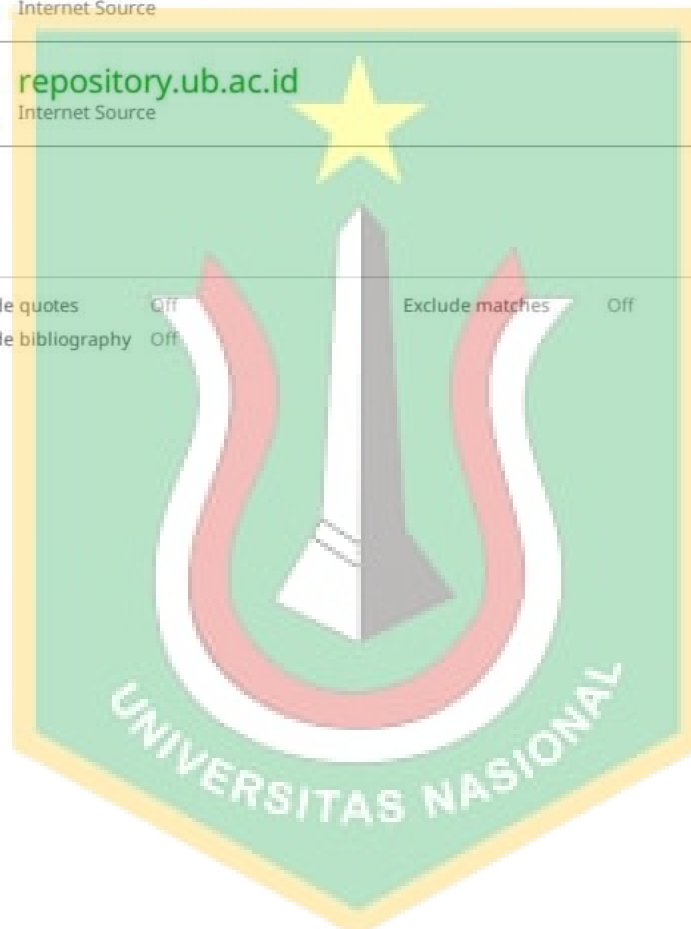 Internet Source
repository.ub.ac.id
Internet Source
de quotes Off Exclude matches Off
de bibliography Off
UNIVERSITAS NASIONAL